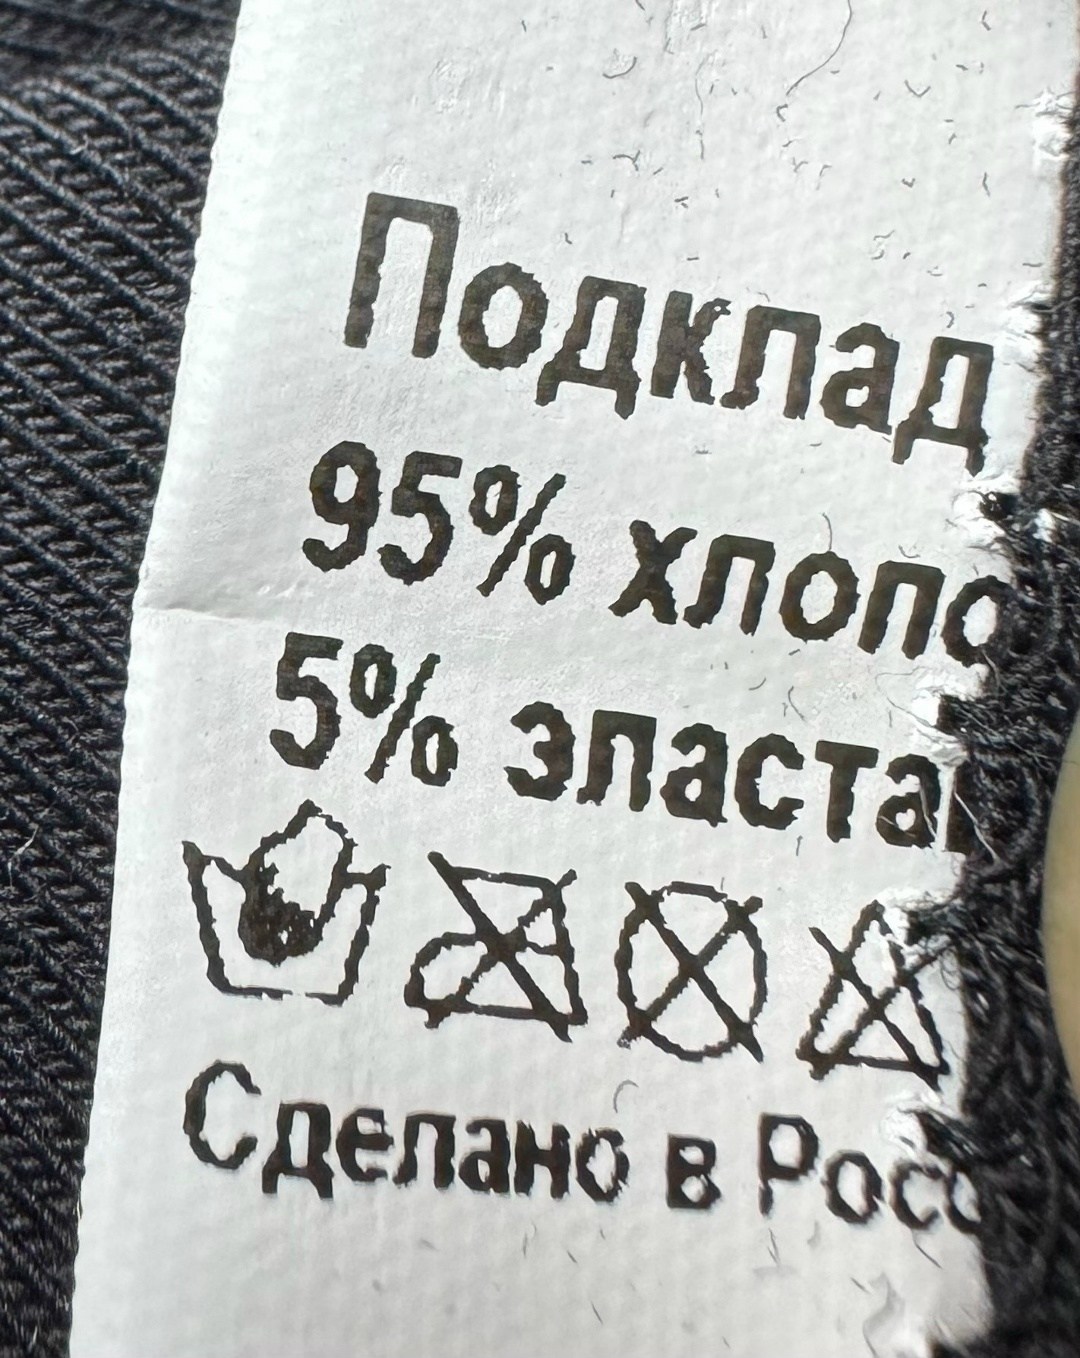 Подклад
95% хлопо
5% эласта
Сделано в Росс